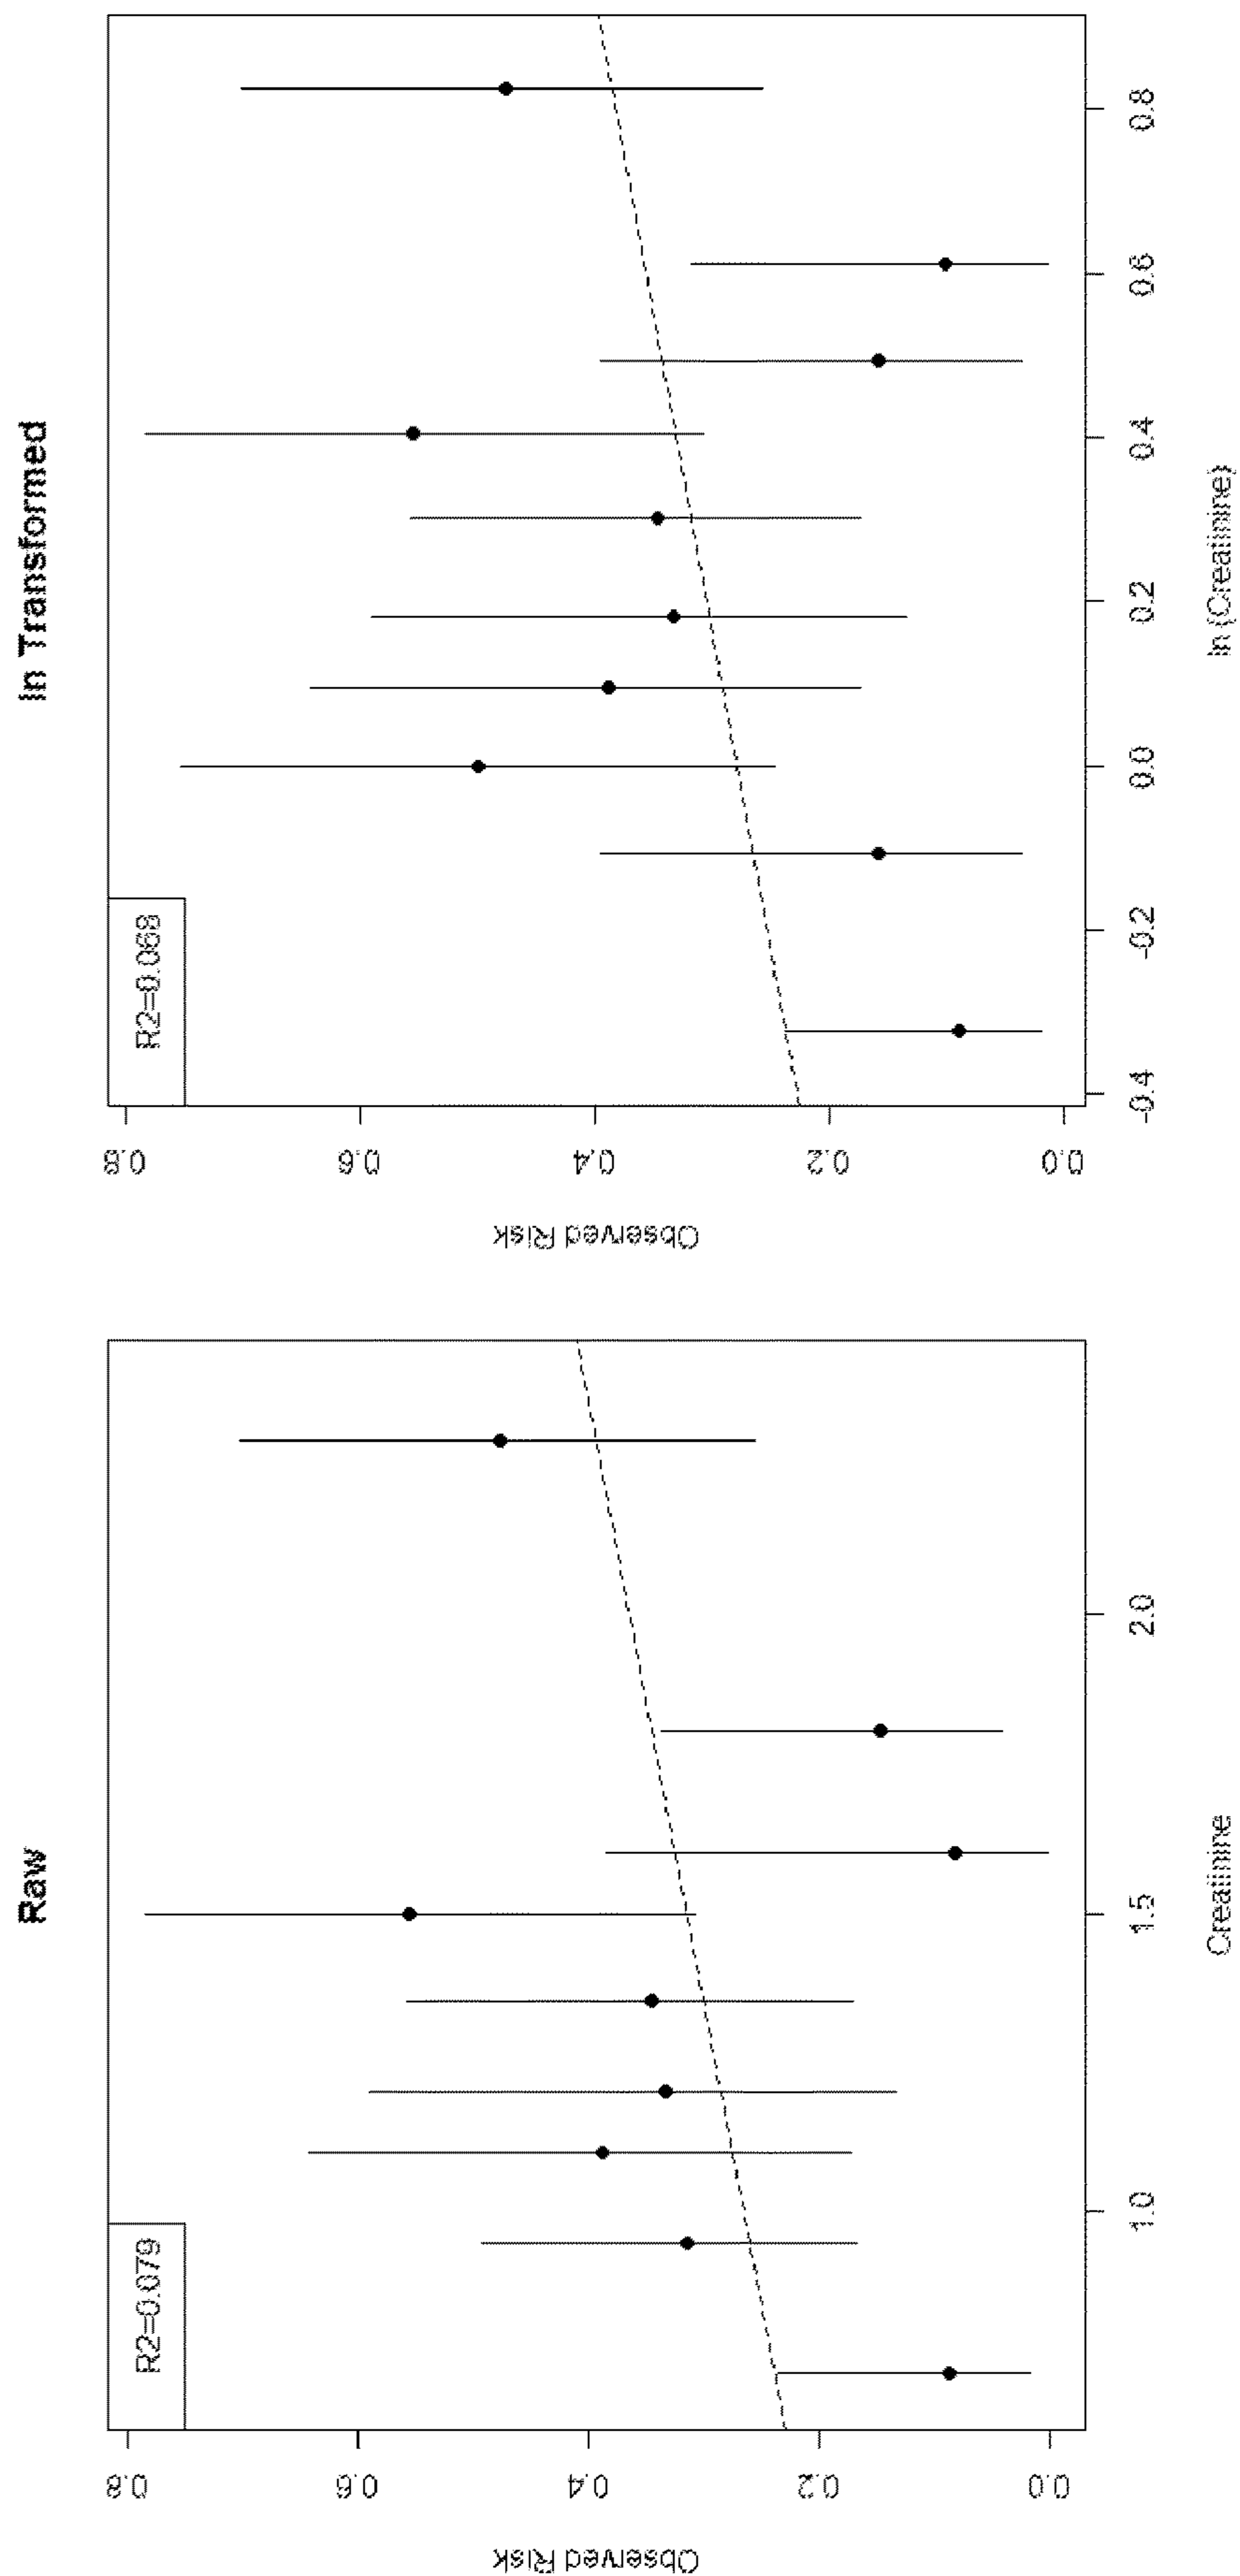 Raw
R2=0.079
Observed Risk
0.8
0.6
0.4
0.2
0.0
1.0
1.5
2.0
Creatinine
ln Transformed
R2=0.068
Observed Risk
0.8
0.6
0.4
0.2
0.0
-0.4
-0.2
0.0
0.2
0.4
0.6
0.8
ln (Creatinine)